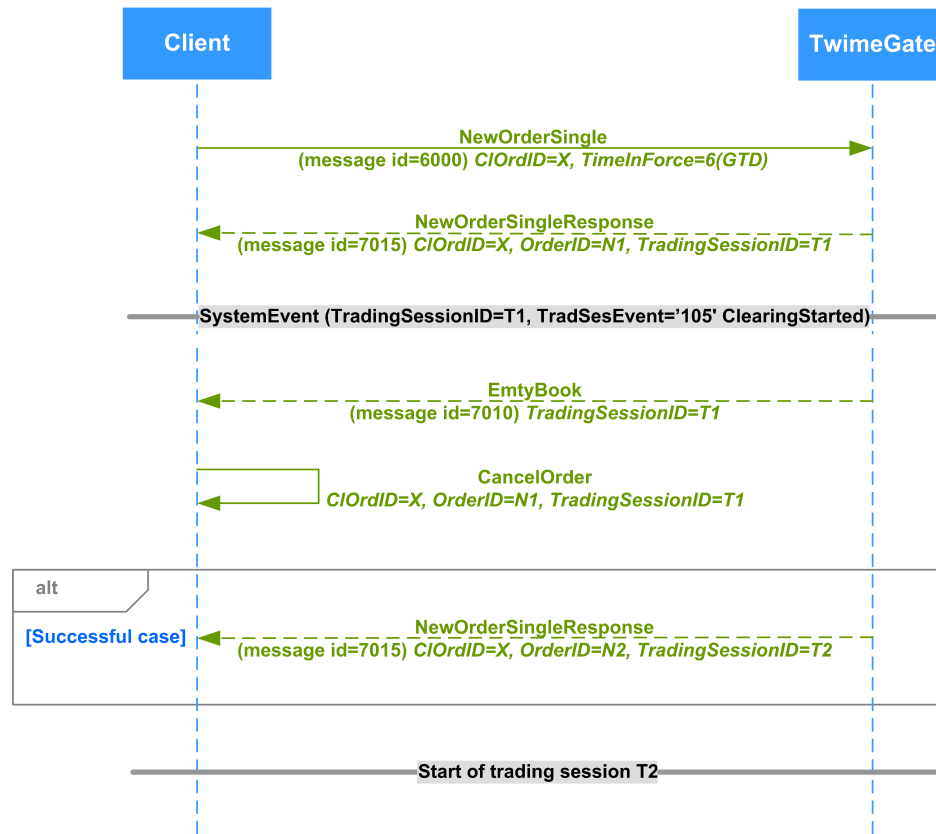 Client
TwimeGate
NewOrderSingle
(message id=6000) ClOrdID=X, TimeInForce=6(GTD)
NewOrderSingleResponse
(message id=7015) ClOrdID=X, OrderID=N1, TradingSessionID=T1
SystemEvent (TradingSessionID=T1, TradSesEvent=’105' ClearingStarted)
EmtyBook
(message id=7010) TradingSessionID=T1
CancelOrder
ClOrdID=X, OrderID=N1, TradingSessionID=T1
alt
[Successful case]
NewOrderSingleResponse
(message id=7015) ClOrdID=X, OrderID=N2, TradingSessionID=T2
Start of trading session T2